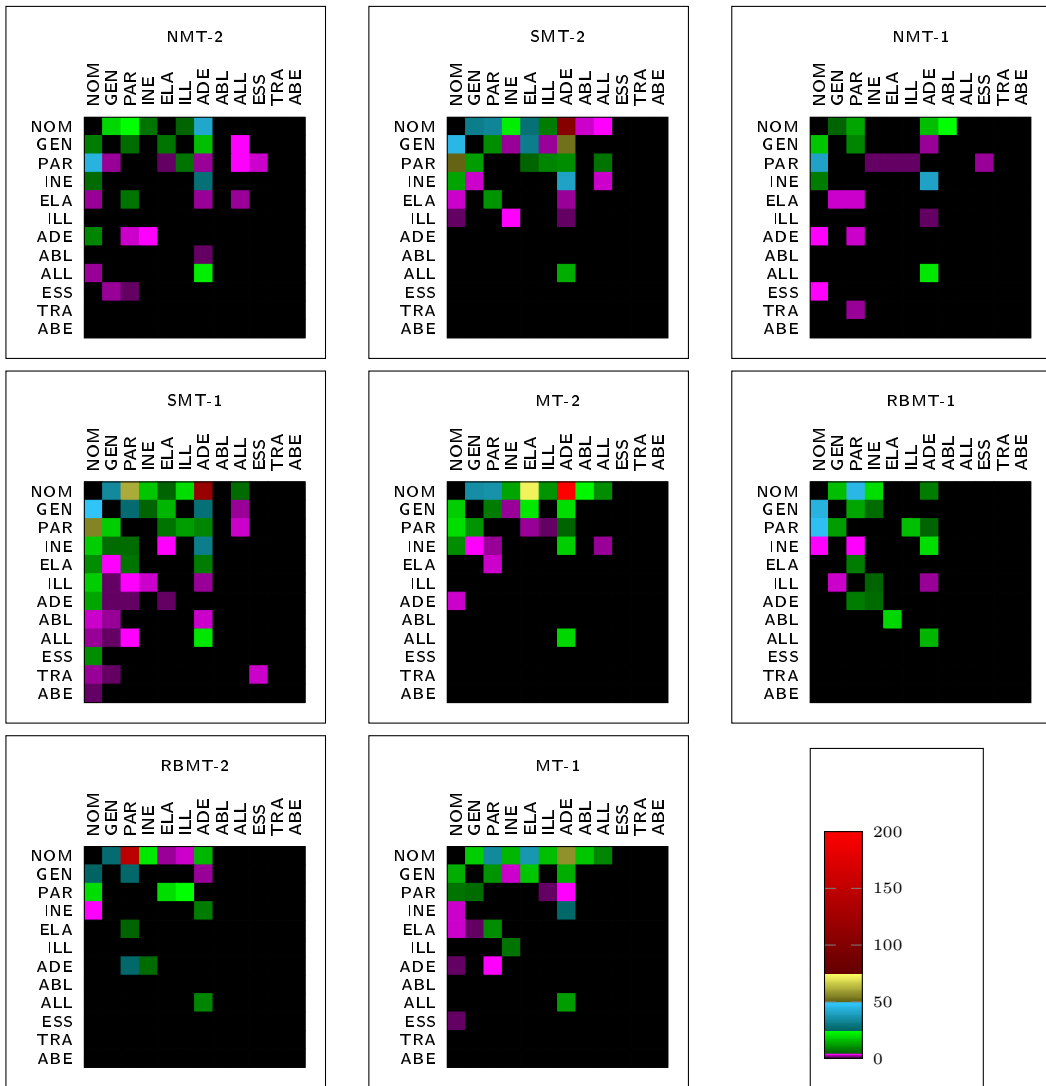 NMT-2
NOM GEN PAR INE ELA ILL ADE ABL ALL ESS TRA ABE
NOM
GEN
PAR
INE
ELA
ILL
ADE
ABL
ALL
ESS
TRA
ABE
SMT-2
NOM GEN PAR INE ELA ILL ADE ABL ALL ESS TRA ABE
NOM
GEN
PAR
INE
ELA
ILL
ADE
ABL
ALL
ESS
TRA
ABE
NMT-1
NOM GEN PAR INE ELA ILL ADE ABL ALL ESS TRA ABE
NOM
GEN
PAR
INE
ELA
ILL
ADE
ABL
ALL
ESS
TRA
ABE
SMT-1
NOM GEN PAR INE ELA ILL ADE ABL ALL ESS TRA ABE
NOM
GEN
PAR
INE
ELA
ILL
ADE
ABL
ALL
ESS
TRA
ABE
MT-2
NOM GEN PAR INE ELA ILL ADE ABL ALL ESS TRA ABE
NOM
GEN
PAR
INE
ELA
ILL
ADE
ABL
ALL
ESS
TRA
ABE
RBMT-1
NOM GEN PAR INE ELA ILL ADE ABL ALL ESS TRA ABE
NOM
GEN
PAR
INE
ELA
ILL
ADE
ABL
ALL
ESS
TRA
ABE
RBMT-2
NOM GEN PAR INE ELA ILL ADE ABL ALL ESS TRA ABE
NOM
GEN
PAR
INE
ELA
ILL
ADE
ABL
ALL
ESS
TRA
ABE
MT-1
NOM GEN PAR INE ELA ILL ADE ABL ALL ESS TRA ABE
NOM
GEN
PAR
INE
ELA
ILL
ADE
ABL
ALL
ESS
TRA
ABE
200
150
100
50
0